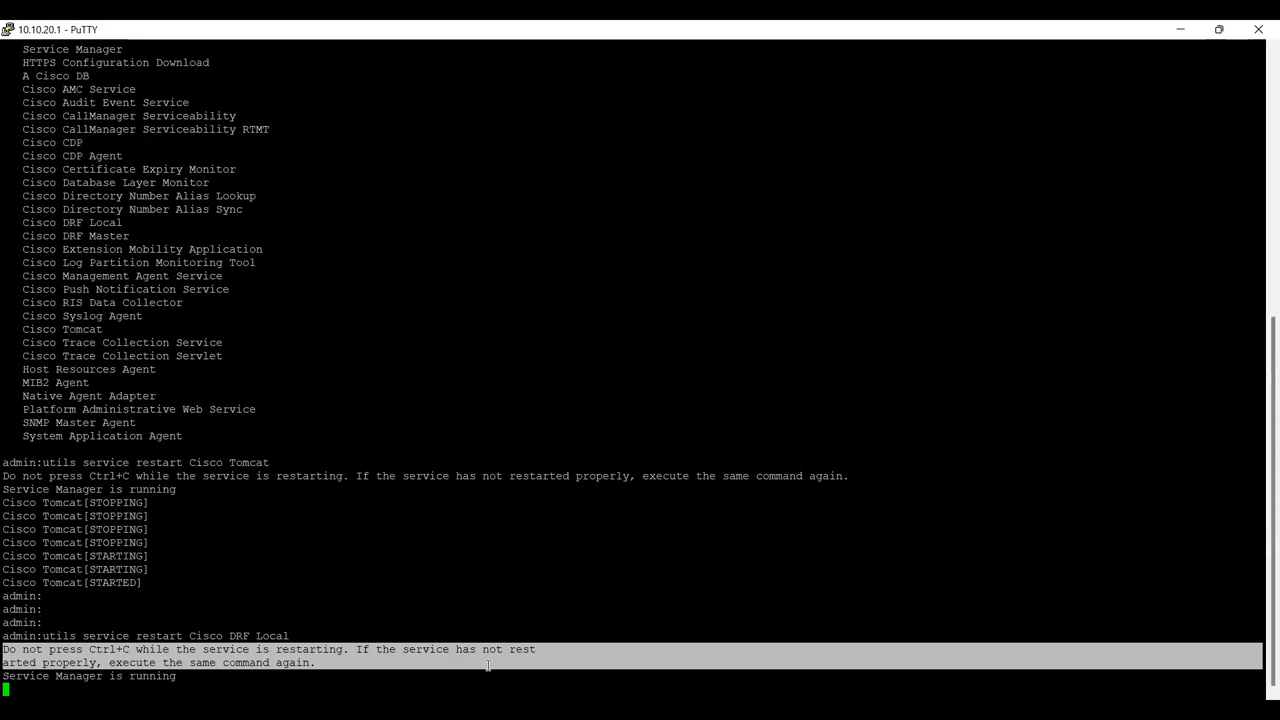 10.10.20.1 - PuTTY
Service Manager
HTTPS Configuration Download
A Cisco DB
Cisco AMC Service
Cisco Audit Event Service
Cisco CallManager Serviceability
Cisco CallManager Serviceability RTMT
Cisco CDP
Cisco CDP Agent
Cisco Certificate Expiry Monitor
Cisco Database Layer Monitor
Cisco Directory Number Alias Lookup
Cisco Directory Number Alias Sync
Cisco DRF Local
Cisco DRF Master
Cisco Extension Mobility Application
Cisco Log Partition Monitoring Tool
Cisco Management Agent Service
Cisco Push Notification Service
Cisco RIS Data Collector
Cisco Syslog Agent
Cisco Tomcat
Cisco Trace Collection Service
Cisco Trace Collection Servlet
Host Resources Agent
MIB2 Agent
Native Agent Adapter
Platform Administrative Web Service
SNMP Master Agent
System Application Agent
admin:utils service restart Cisco Tomcat
Do not press Ctrl+C while the service is restarting. If the service has not restarted properly, execute the same command again.
Service Manager is running
Cisco Tomcat[STOPPING]
Cisco Tomcat[STOPPING]
Cisco Tomcat[STOPPING]
Cisco Tomcat[STOPPING]
Cisco Tomcat[STARTING]
Cisco Tomcat[STARTING]
Cisco Tomcat[STARTED]
admin:
admin:
admin:
admin:utils service restart Cisco DRF Local
Do not press Ctrl+C while the service is restarting. If the service has not rest
arted properly, execute the same command again.
Service Manager is running